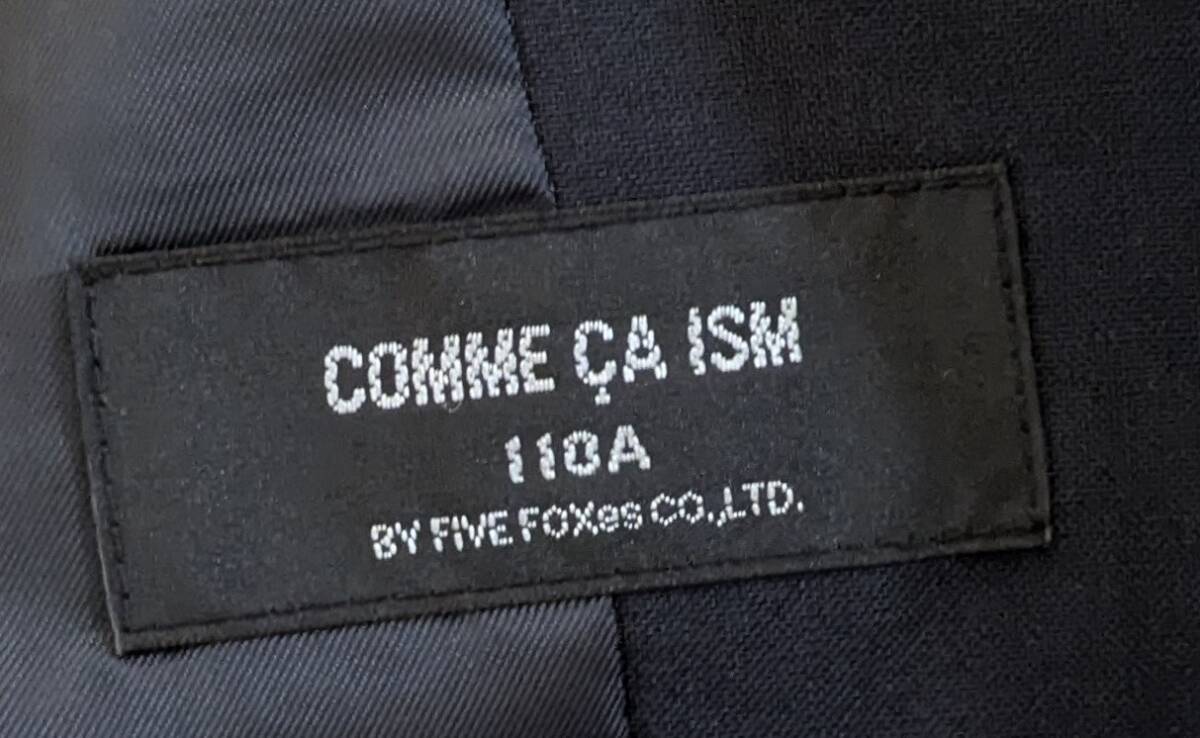 COMME ÇA ISM
110A
BY FIVE FOXes CO.,LTD.